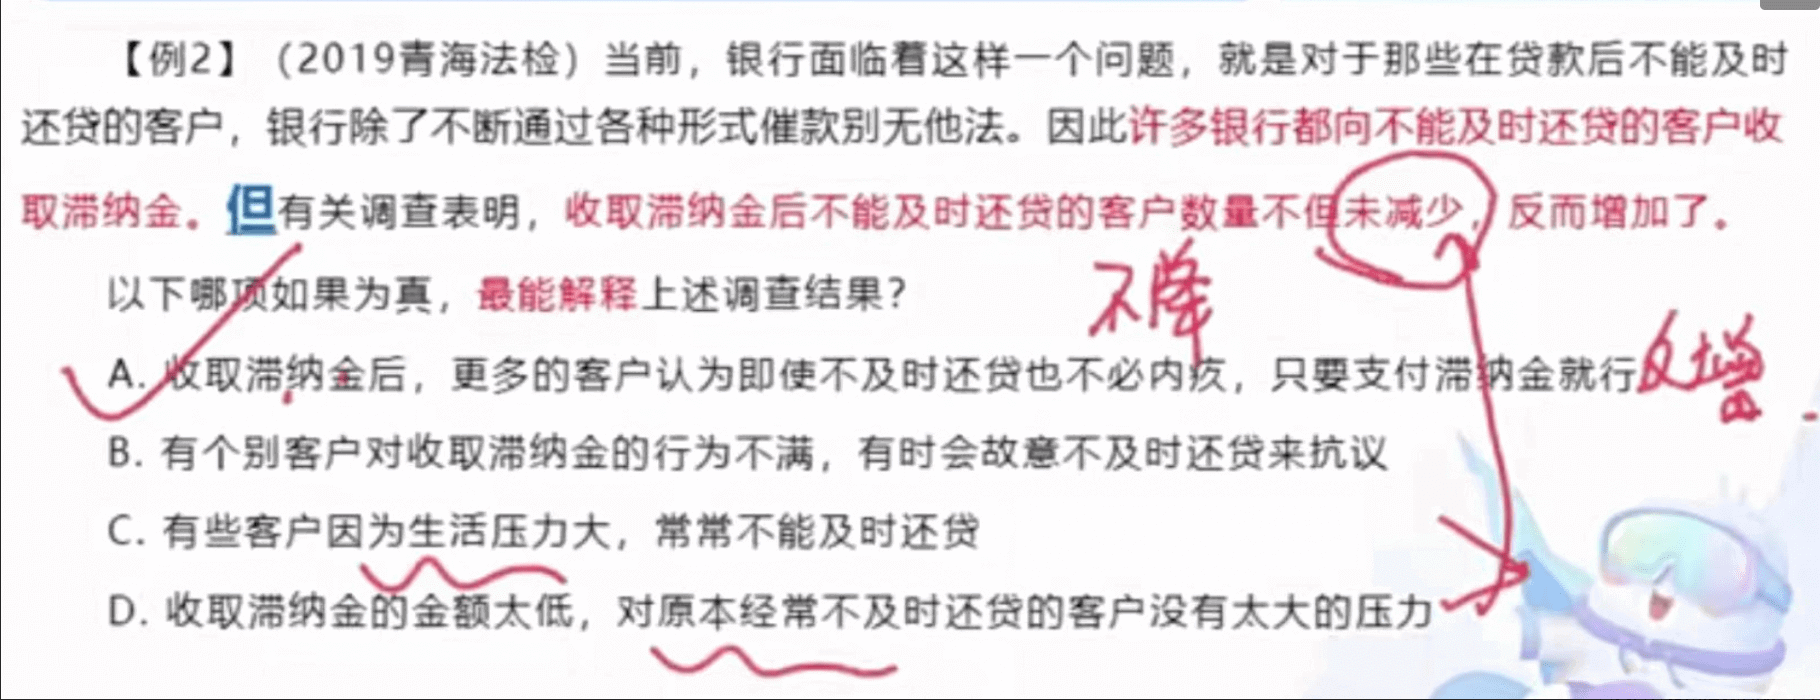 【例2】（2019青海法检）当前，银行面临着这样一个问题，就是对于那些在贷款后不能及时
还贷的客户，银行除了不断通过各种形式催款别无他法。因此许多银行都向不能及时还贷的客户收
取滞纳金。但有关调查表明，收取滞纳金后不能及时还贷的客户数量不但未减少，反而增加了。
以下哪项如果为真，最能解释上述调查结果？
不降
A. 收取滞纳金后，更多的客户认为即使不及时还贷也不必内疚，只要支付滞纳金就行
反增
B. 有个别客户对收取滞纳金的行为不满，有时会故意不及时还贷来抗议
C. 有些客户因为生活压力大，常常不能及时还贷
D. 收取滞纳金的金额太低，对原本经常不及时还贷的客户没有太大的压力